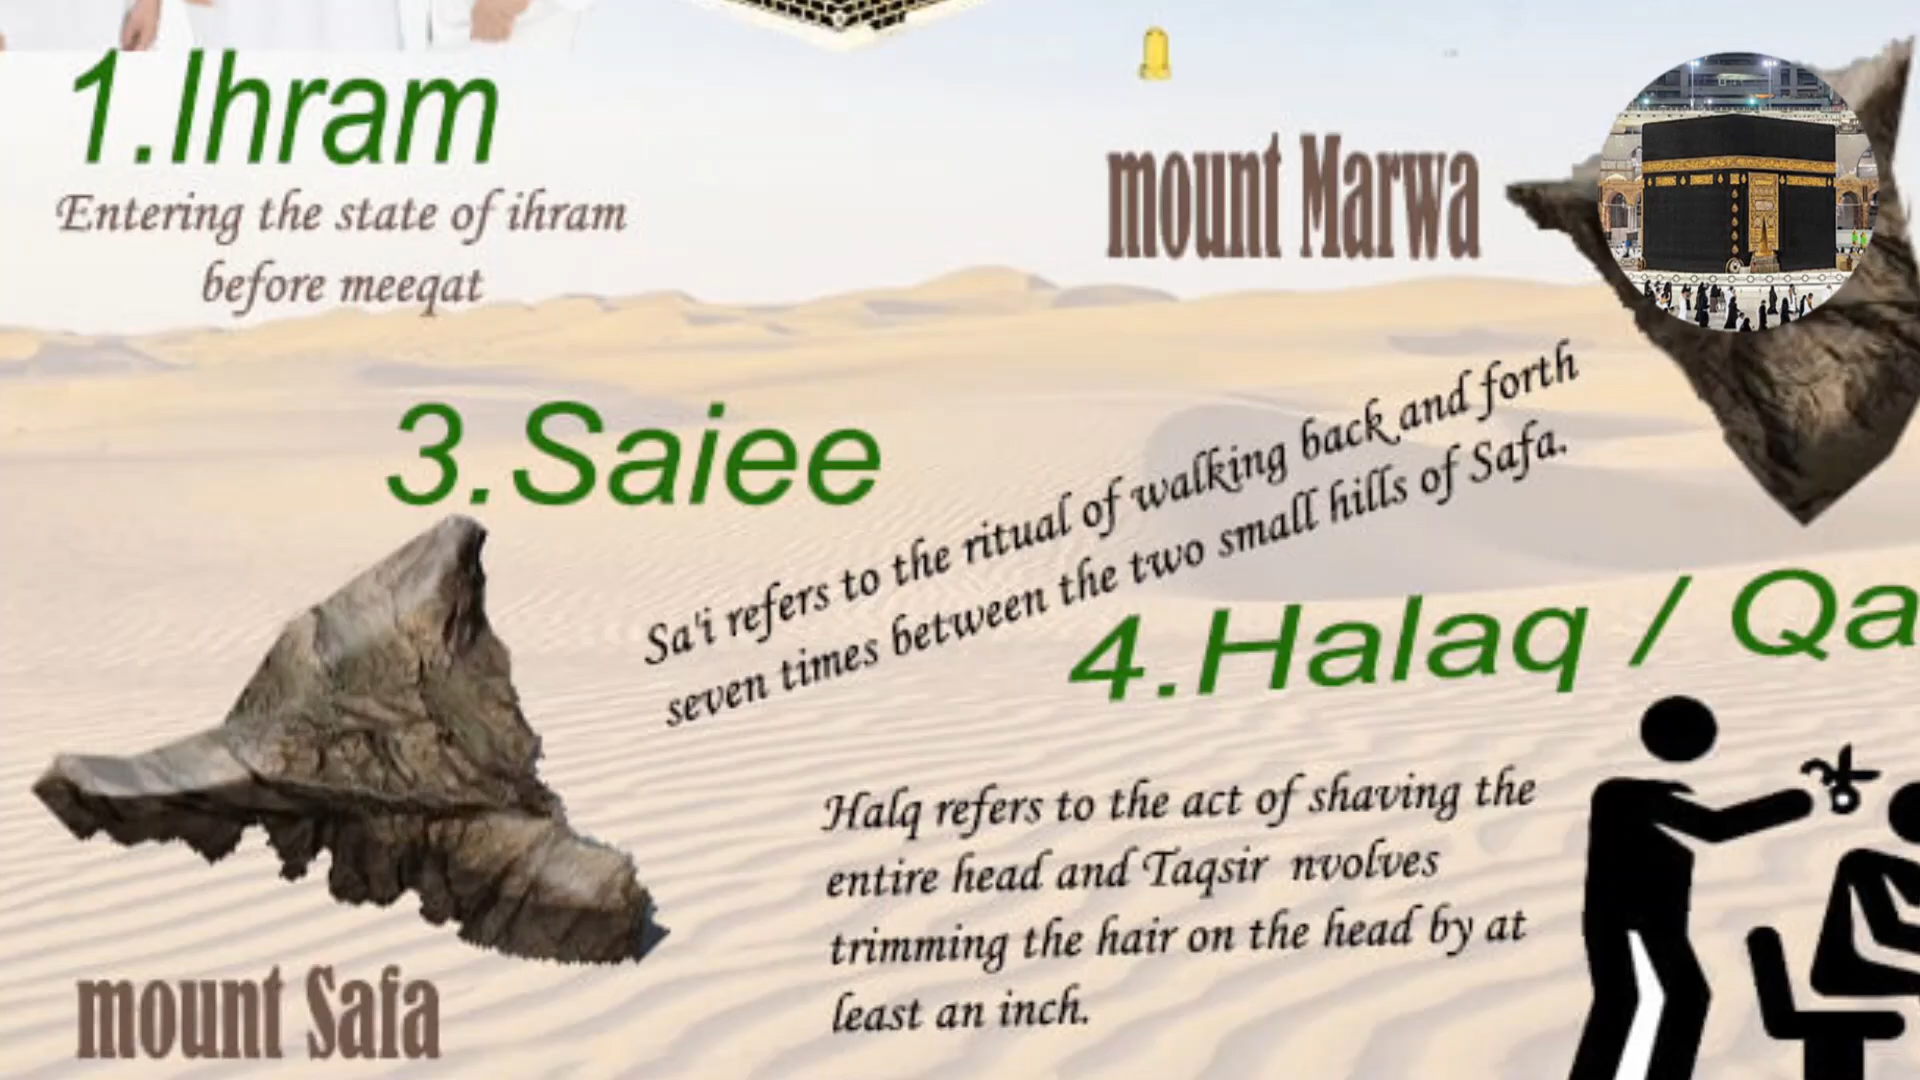 1.Ihram
Entering the state of ihram
before meeqat
mount Marwa
3.Saiee
Sa'i refers to the ritual of walking back and forth
seven times between the two small hills of Safa.
4.Halaq / Qa
Halq refers to the act of shaving the
entire head and Taqsir nvolves
trimming the hair on the head by at
least an inch.
mount Safa